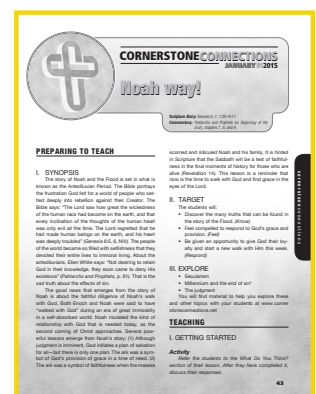 CORNERSTONECONNECTIONS
JANUARY 2015
Noah way!
Scripture Story: Genesis 6; 7; 7:20–9:17.
Commentary: Patriarchs and Prophets (or Beginning of the
End), chapters 7, 8, and 9.
PREPARING TO TEACH
I. SYNOPSIS
The story of Noah and the Flood is set in what is
known as the Antediluvian Period. The Bible portrays
the frustration God felt for a world of people who set-
tled deeply into rebellion against their Creator. The
Bible says: "The Lord saw how great the wickedness
of the human race had become on the earth, and that
every inclination of the thoughts of the human heart
was only evil all the time. The Lord regretted that he
had made human beings on the earth, and his heart
was deeply troubled" (Genesis 6:5, 6, NIV). The people
of the world became so filled with selfishness that they
devoted their entire lives to immoral living. About the
antediluvians, Ellen White says: "Not desiring to retain
God in their knowledge, they soon came to deny His
existence" (Patriarchs and Prophets, p. 91). That is the
sad truth about the effects of sin.
The good news that emerges from the story of
Noah is about the faithful diligence of Noah's walk
with God. Both Enoch and Noah were said to have
"walked with God" during an era of great immorality
in a self-absorbed world. Noah modeled the kind of
relationship with God that is needed today, as the
second coming of Christ approaches. Several pow-
erful lessons emerge from Noah's story: (1) Although
judgment is imminent, God initiates a plan of salvation
for all—but there is only one plan. The ark was a sym-
bol of God's provision of grace in a time of need. (2)
The ark was a symbol of faithfulness when the masses
scorned and ridiculed Noah and his family. It is hinted
in Scripture that the Sabbath will be a test of faithful-
ness in the final moments of history for those who are
alive (Revelation 14). This lesson is a reminder that
now is the time to walk with God and find grace in the
eyes of the Lord.
II. TARGET
The students will:
• Discover the many truths that can be found in
the story of the Flood. (Know)
• Feel compelled to respond to God's grace and
provision. (Feel)
• Be given an opportunity to give God their loy-
alty and start a new walk with Him this week.
(Respond)
III. EXPLORE
• Secularism
• Millennium and the end of sin*
• The judgment
You will find material to help you explore these
and other topics with your students at www.corner
stoneconnections.net
TEACHING
I. GETTING STARTED
Activity
Refer the students to the What Do You Think?
section of their lesson. After they have completed it,
discuss their responses.
CORNERSTONECONNECTIONS
43